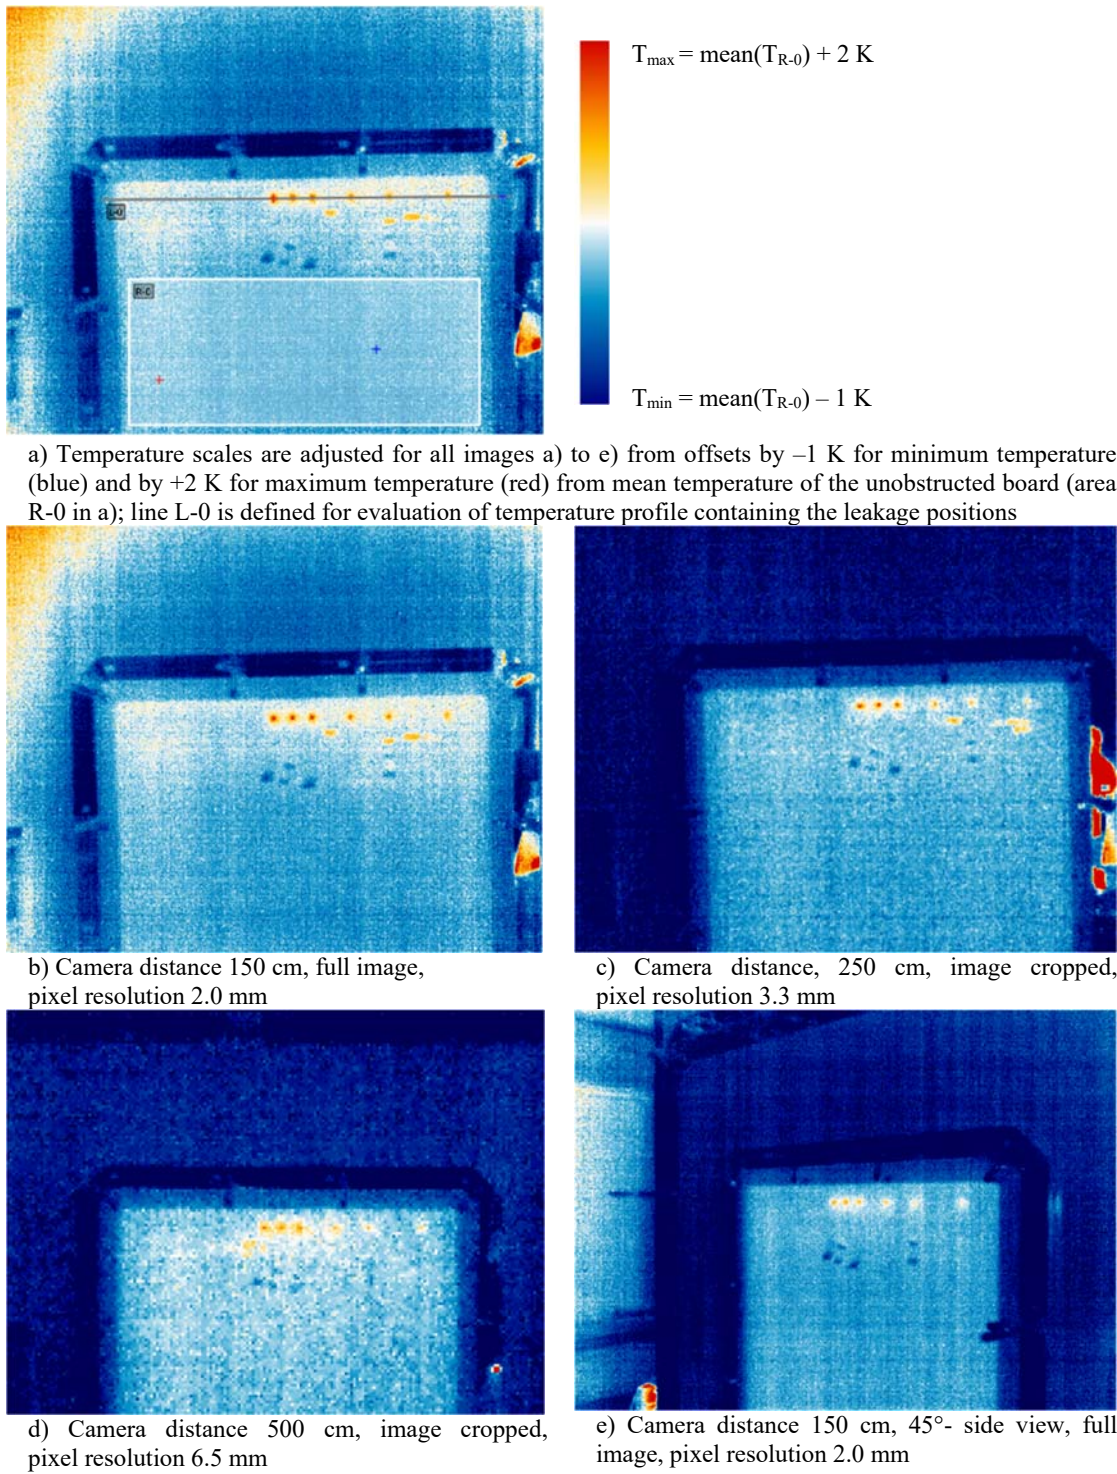 Tmax = mean(TR-0) + 2 K
L-0
R-0
Tmin = mean(TR-0) – 1 K
a) Temperature scales are adjusted for all images a) to e) from offsets by –1 K for minimum temperature
(blue) and by +2 K for maximum temperature (red) from mean temperature of the unobstructed board (area
R-0 in a); line L-0 is defined for evaluation of temperature profile containing the leakage positions
b) Camera distance 150 cm, full image,
pixel resolution 2.0 mm
c) Camera distance, 250 cm, image cropped,
pixel resolution 3.3 mm
d) Camera distance 500 cm, image cropped,
pixel resolution 6.5 mm
e) Camera distance 150 cm, 45°- side view, full
image, pixel resolution 2.0 mm